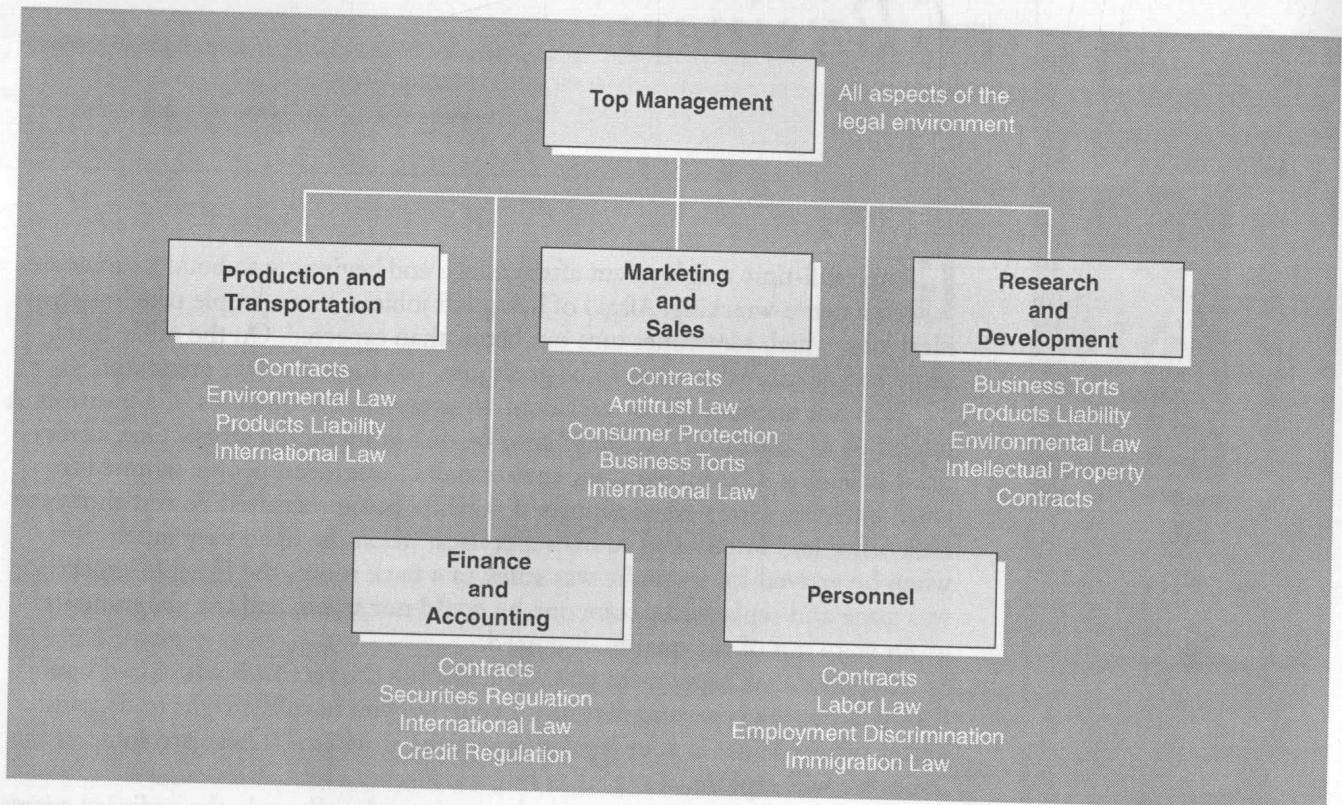 Top Management
All aspects of the
legal environment
Production and
Transportation
Contracts
Environmental Law
Products Liability
International Law
Marketing
and
Sales
Contracts
Antitrust Law
Consumer Protection
Business Torts
International Law
Research
and
Development
Business Torts
Products Liability
Environmental Law
Intellectual Property
Contracts
Finance
and
Accounting
Contracts
Securities Regulation
International Law
Credit Regulation
Personnel
Contracts
Labor Law
Employment Discrimination
Immigration Law